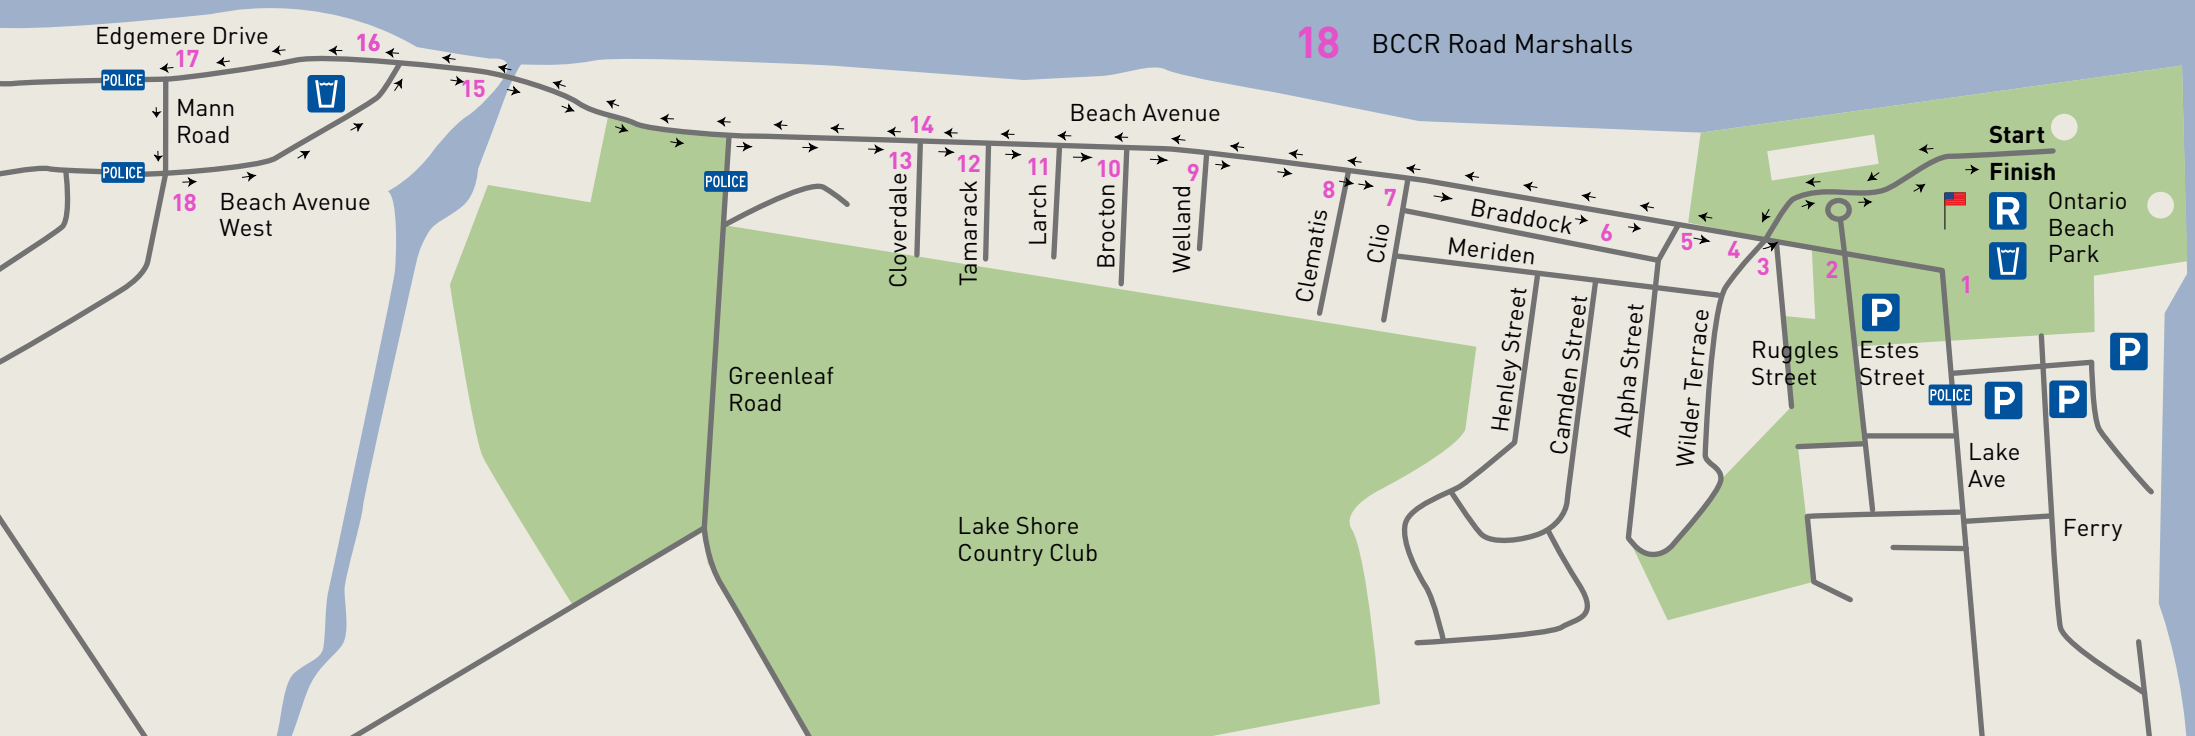 18 BCCR Road Marshalls
Edgemere Drive
17
16
POLICE
Mann
Road
15
POLICE
18
Beach Avenue
West
Beach Avenue
14
13
12
11
10
9
8
7
6
5
4
3
2
1
POLICE
Cloverdale
Tamarack
Larch
Brocton
Welland
Clematis
Clio
Braddock
Meriden
Start
Finish
R
Ontario
Beach
Park
P
Greenleaf
Road
Henley Street
Camden Street
Alpha Street
Wilder Terrace
Ruggles
Street
Estes
Street
POLICE
P
P
P
Lake
Ave
Ferry
Lake Shore
Country Club